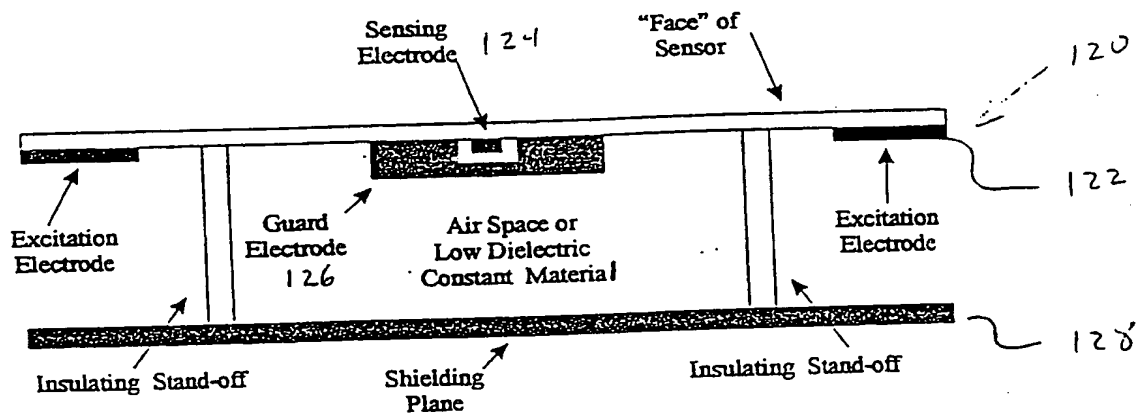 Sensing
Electrode 124
"Face" of
Sensor
120
122
Excitation
Electrode
Guard
Electrode
126
Air Space or
Low Dielectric
Constant Material
Excitation
Electrode
128
Insulating Stand-off
Shielding
Plane
Insulating Stand-off